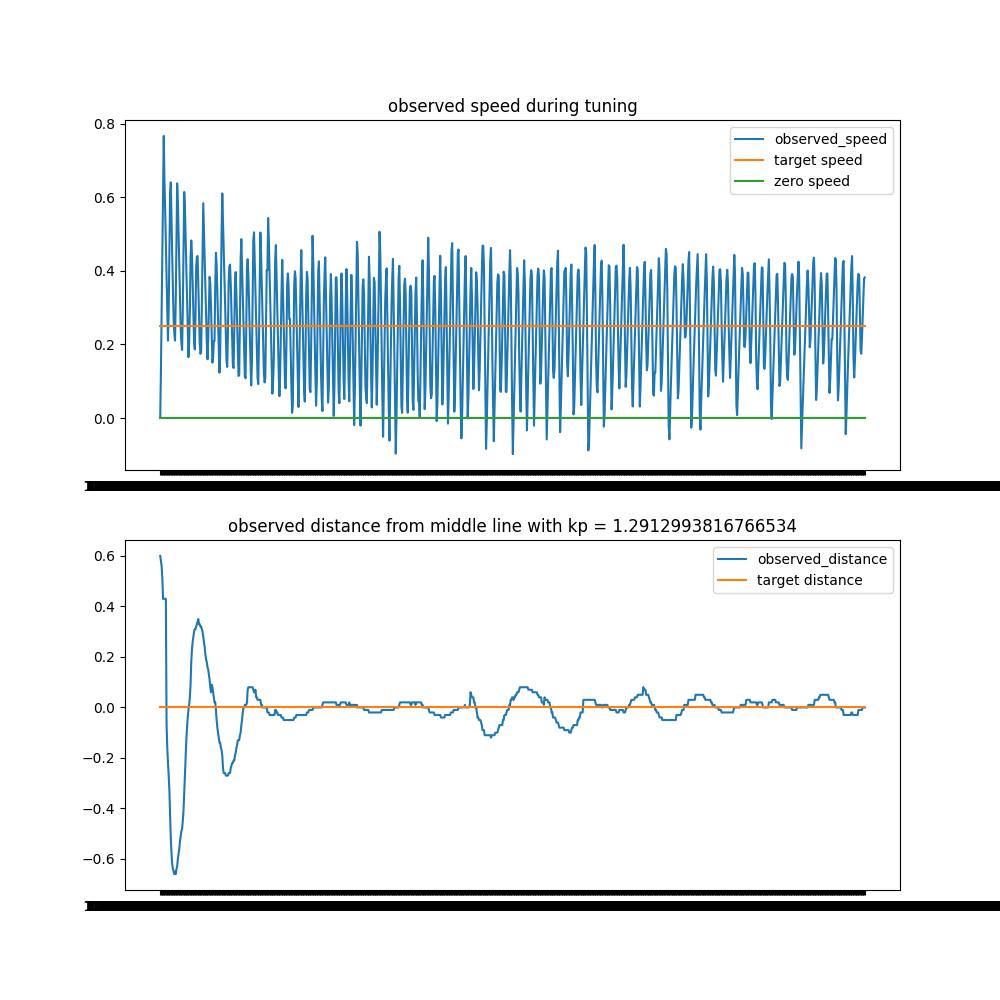 observed speed during tuning
0.8
0.6
0.4
0.2
0.0
observed_speed
target speed
zero speed
observed distance from middle line with kp = 1.2912993816766534
0.6
0.4
0.2
0.0
−0.2
−0.4
−0.6
observed_distance
target distance